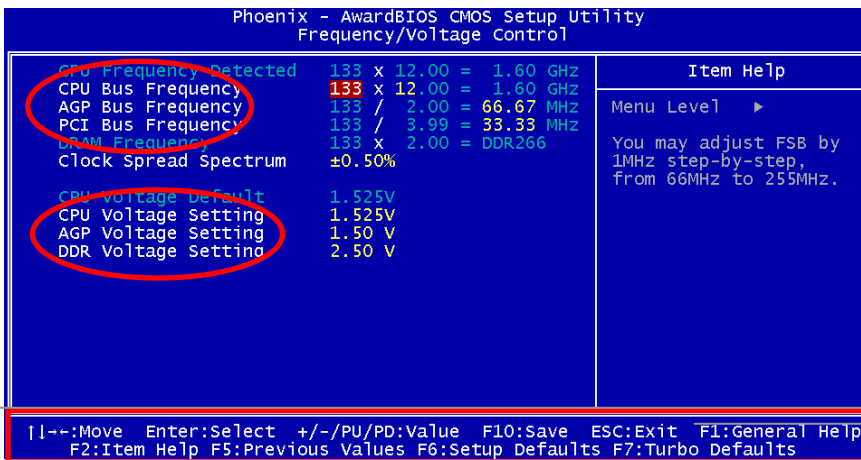 Phoenix - AwardBIOS CMOS Setup Utility
Frequency/Voltage Control
CPU Frequency Detected 133 x 12.00 = 1.60 GHz
CPU Bus Frequency 133 x 12.00 = 1.60 GHz
AGP Bus Frequency 133 / 2.00 = 66.67 MHz
PCI Bus Frequency 133 / 3.99 = 33.33 MHz
DRAM Frequency 133 x 2.00 = DDR266
Clock Spread Spectrum ±0.50%
CPU Voltage Default 1.525V
CPU Voltage Setting 1.525V
AGP Voltage Setting 1.50 V
DDR Voltage Setting 2.50 V
Item Help
Menu Level ►
You may adjust FSB by
1MHz step-by-step,
from 66MHz to 255MHz.
↑↓→←:Move Enter:Select +/-/PU/PD:Value F10:Save ESC:Exit F1:General Help
F2:Item Help F5:Previous Values F6:Setup Defaults F7:Turbo Defaults